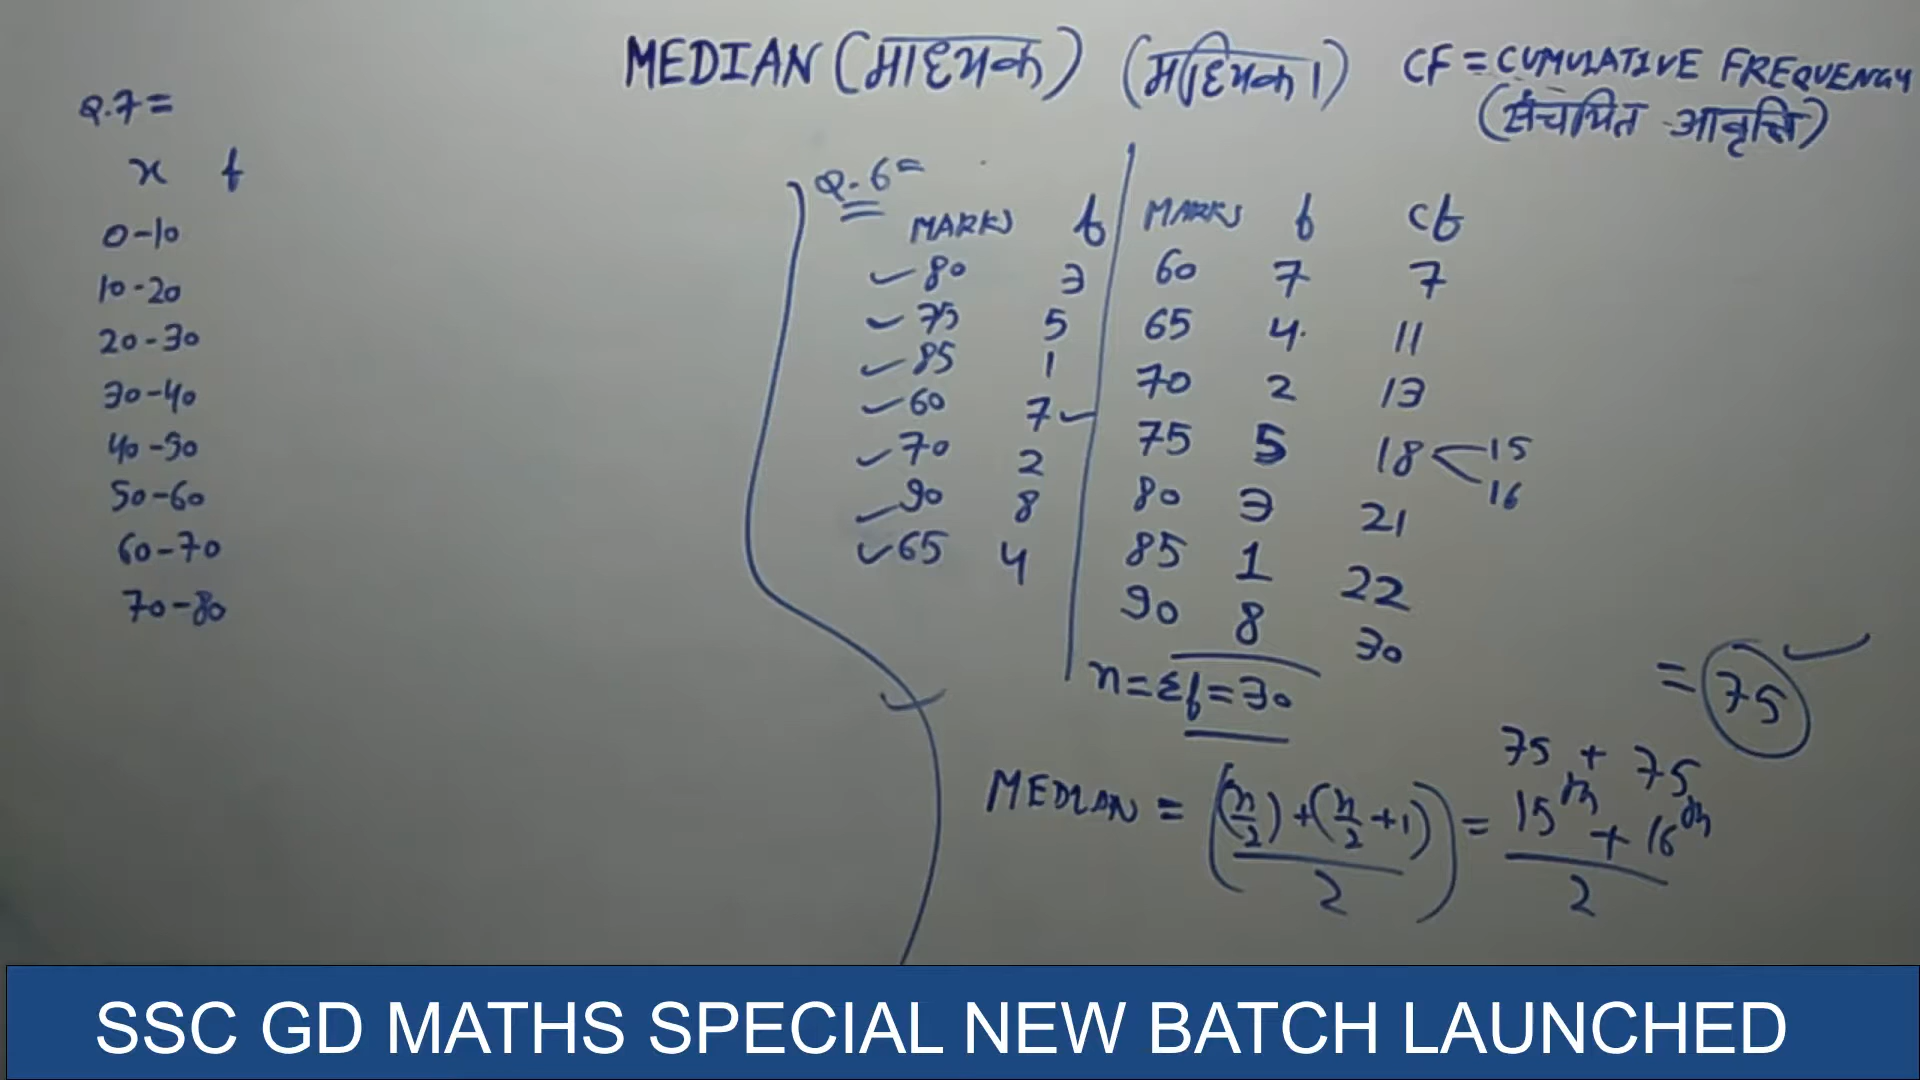 MEDIAN (माध्यक) (मध्यिका)
CF = CUMULATIVE FREQUENCY
(संचयित आवृत्ति)
Q.7 =
x f
0-10
10-20
20-30
30-40
40-50
50-60
60-70
70-80
Q.6 =
MARKS f
80 3
75 5
85 1
60 7
70 2
90 8
65 4
MARKS f cf
60 7 7
65 4 11
70 2 13
75 5 18 15 16
80 3 21
85 1 22
90 8 30
n = Σf = 30
= 75
75 + 75
MEDIAN = ((n/2) + (n/2 + 1) / 2) = 15th + 16th / 2
SSC GD MATHS SPECIAL NEW BATCH LAUNCHED